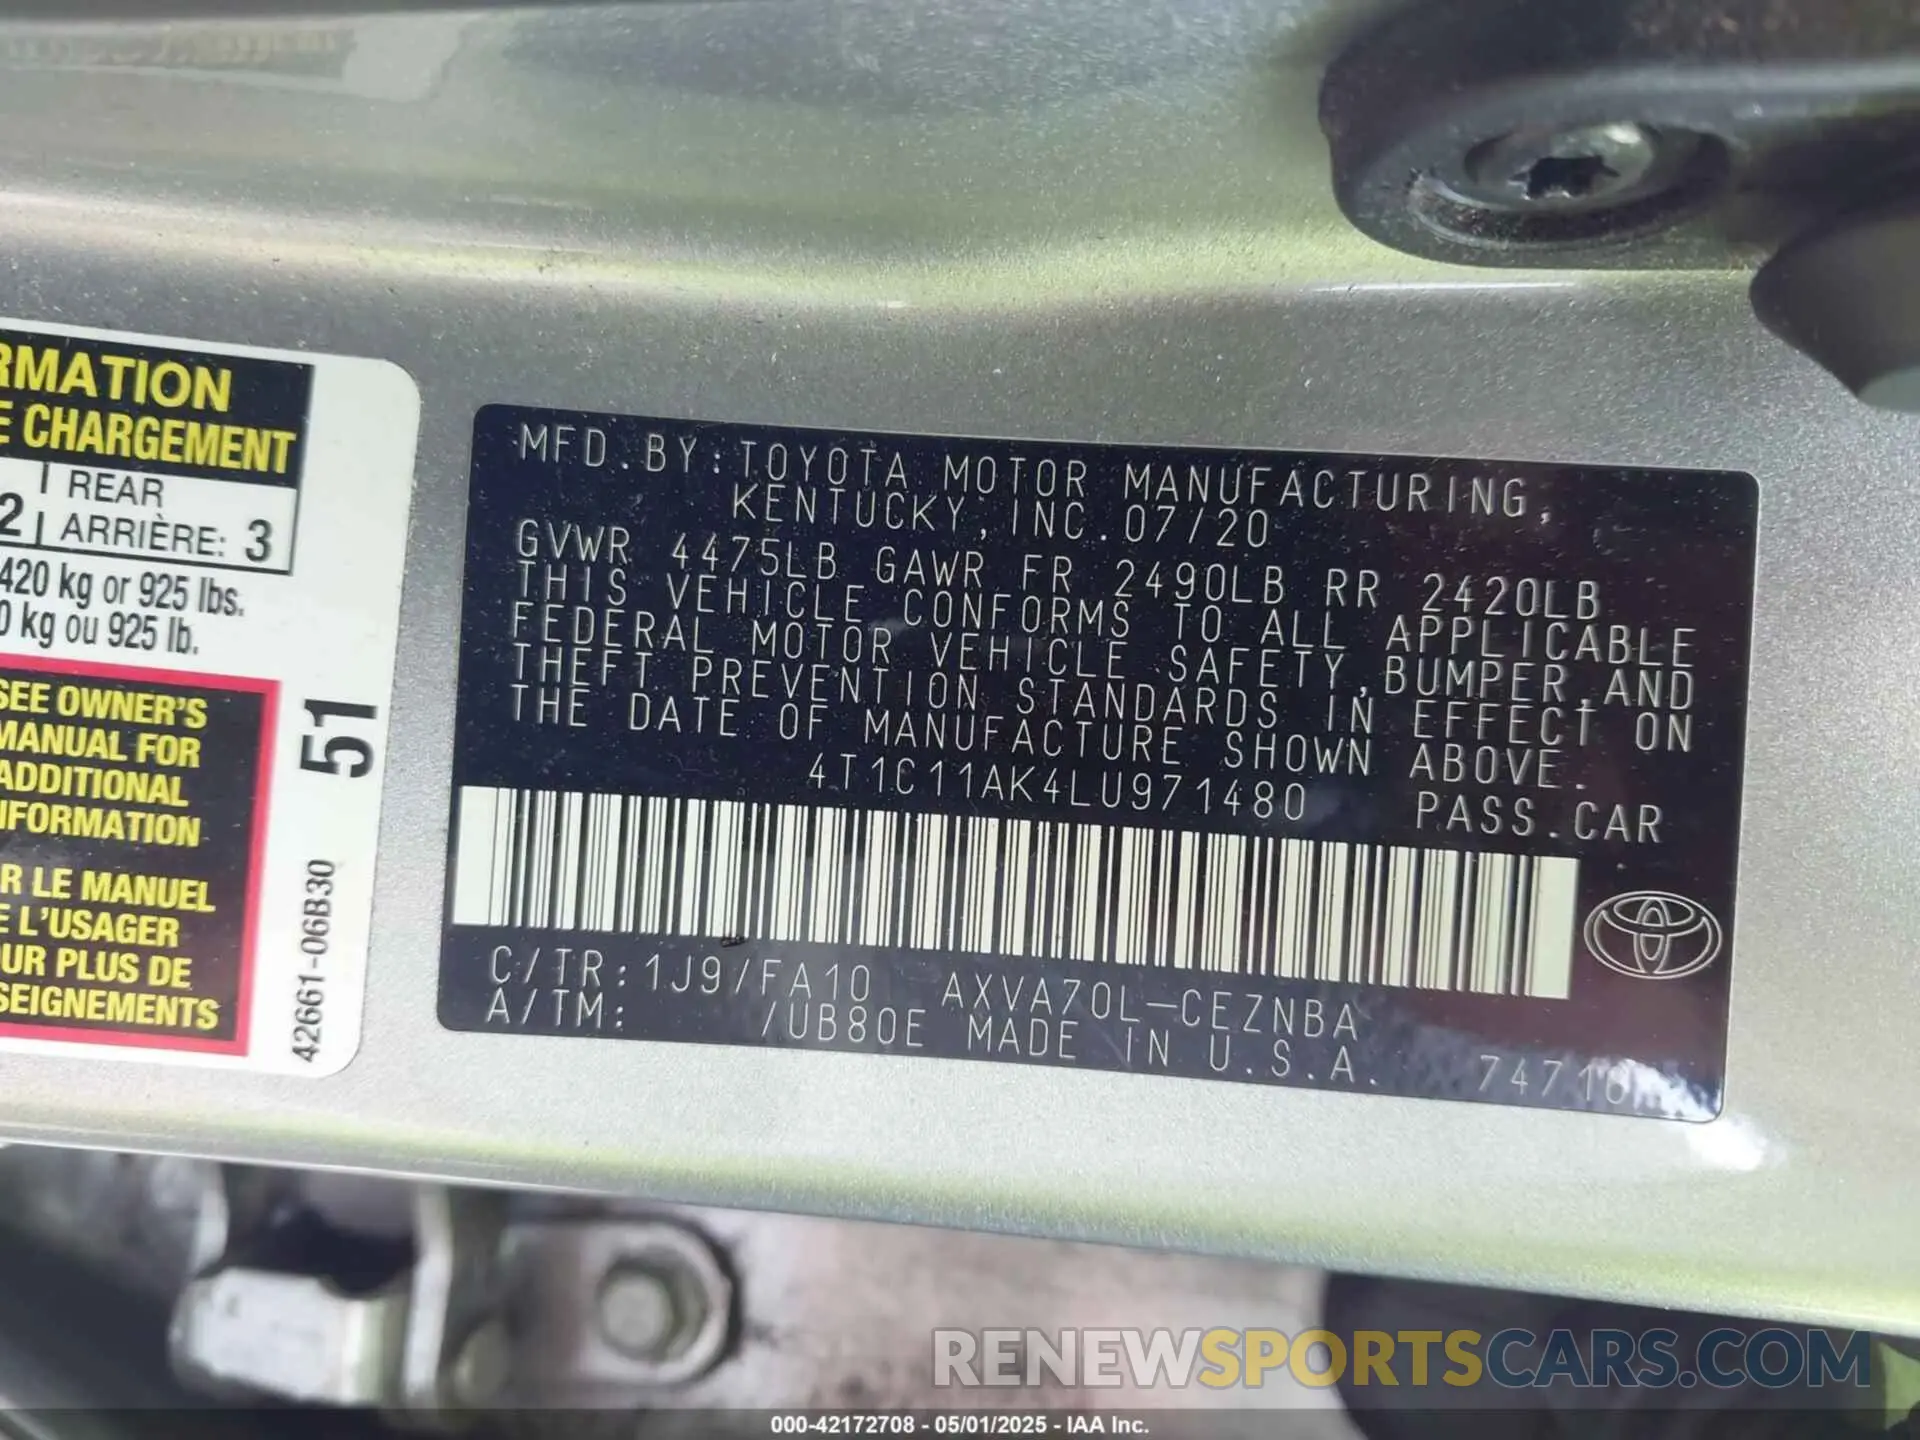 RMATION
E CHARGEMENT
REAR
2 ARRIÈRE: 3
420 kg or 925 lbs.
0 kg ou 925 lb.
SEE OWNER'S
MANUAL FOR
ADDITIONAL
INFORMATION
R LE MANUEL
E L'USAGER
UR PLUS DE
SEIGNEMENTS
51
42661-06B30
MFD.BY:TOYOTA MOTOR MANUFACTURING,
KENTUCKY,INC.07/20
GVWR 4475LB GAWR FR 2490LB RR 2420LB
THIS VEHICLE CONFORMS TO ALL APPLICABLE
FEDERAL MOTOR VEHICLE SAFETY,BUMPER,AND
THEFT PREVENTION STANDARDS IN EFFECT ON
THE DATE OF MANUFACTURE SHOWN ABOVE.
4T1C11AK4LU971480 PASS.CAR
C/TR:1J9/FA10 AXVA70L-CEZNBA
A/TM: /UB80E MADE IN U.S.A. 74716
RENEWSPORTSCARS.COM
000-42172708 - 05/01/2025 - IAA Inc.